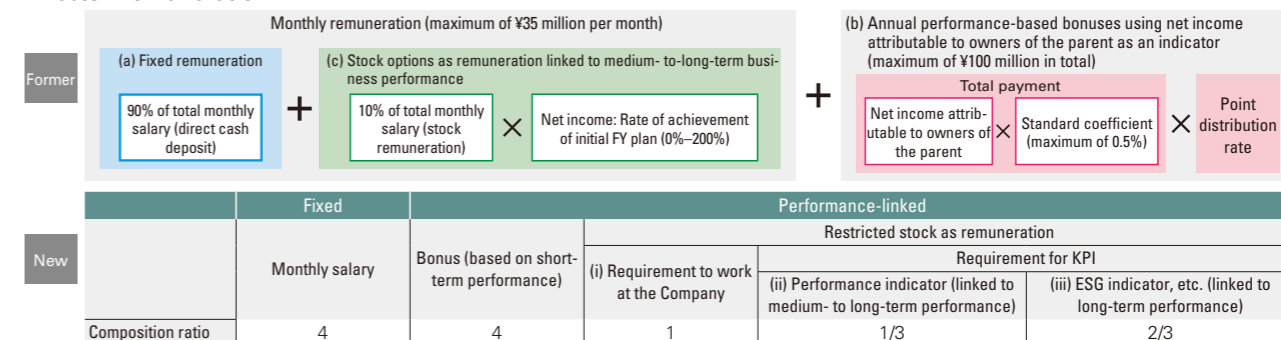 Monthly remuneration (maximum of ¥35 million per month)
(b) Annual performance-based bonuses using net income
attributable to owners of the parent as an indicator
(maximum of ¥100 million in total)
Former
(a) Fixed remuneration
(c) Stock options as remuneration linked to medium- to-long-term busi-
ness performance
90% of total monthly
salary (direct cash
deposit)
+
10% of total monthly
salary (stock
remuneration)
×
Net income: Rate of achievement
of initial FY plan (0%–200%)
+
Total payment
Net income attrib-
utable to owners of
the parent
×
Standard coefficient
(maximum of 0.5%)
×
Point
distribution
rate
New
Fixed
Performance-linked
Monthly salary
Bonus (based on short-
term performance)
Restricted stock as remuneration
(i) Requirement to work
at the Company
Requirement for KPI
(ii) Performance indicator (linked to
medium- to long-term performance)
(iii) ESG indicator, etc. (linked to
long-term performance)
Composition ratio 4 4 1 1/3 2/3